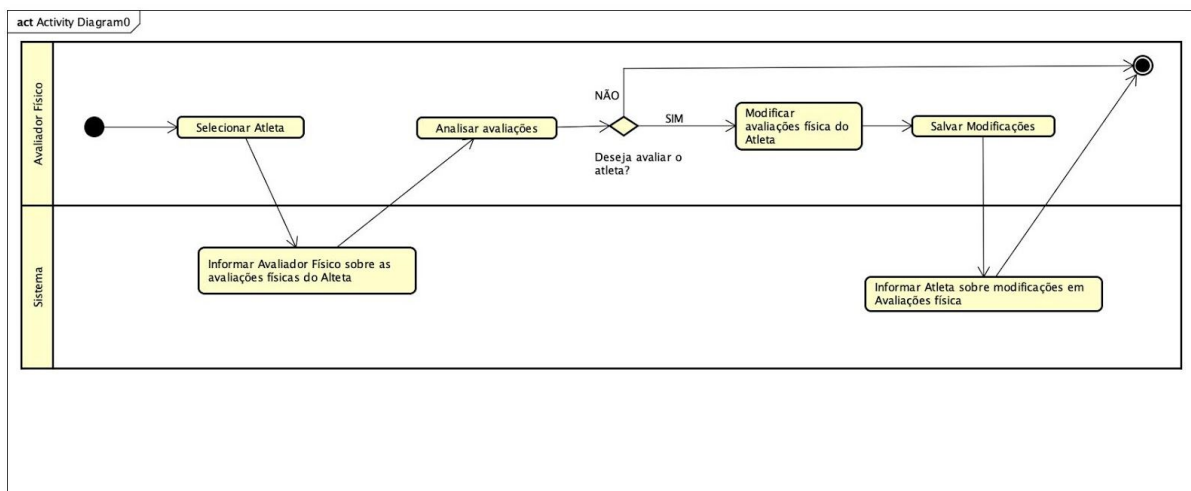 act Activity Diagram0
Avaliador Físico
Selecionar Atleta
Analisar avaliações
NÃO
SIM
Deseja avaliar o
atleta?
Modificar
avaliações física do
Atleta
Salvar Modificações
Sistema
Informar Avaliador Físico sobre as
avaliações físicas do Alteta
Informar Atleta sobre modificações em
Avaliações física